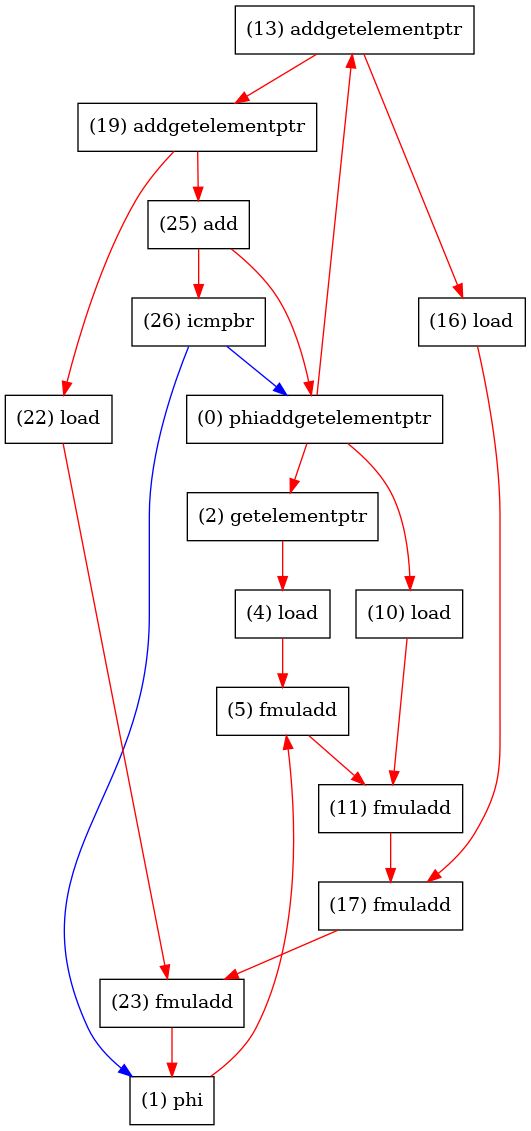 (13) addgetelementptr
(19) addgetelementptr
(25) add
(26) icmpbr
(16) load
(22) load
(0) phiaddgetelementptr
(2) getelementptr
(4) load
(10) load
(5) fmuladd
(11) fmuladd
(17) fmuladd
(23) fmuladd
(1) phi